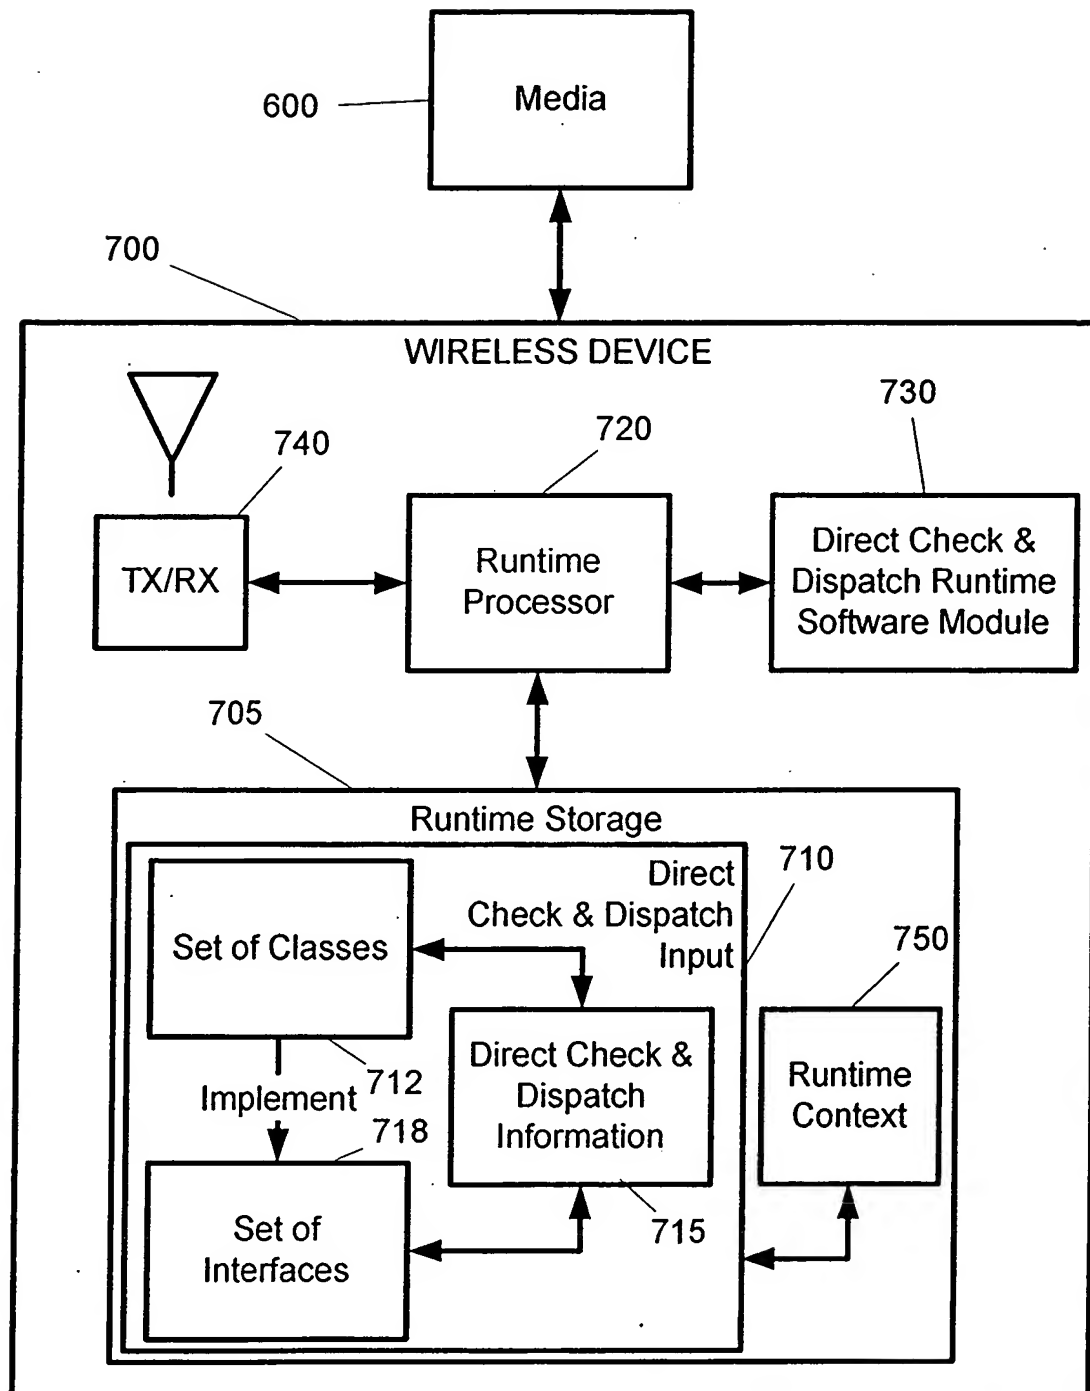 Media
600
700
WIRELESS DEVICE
730
720
740
TX/RX
Runtime
Processor
Direct Check &
Dispatch Runtime
Software Module
705
Runtime Storage
710
Direct
Check & Dispatch
Input
Set of Classes
750
712
Direct Check &
Dispatch
Information
Runtime
Context
Implement
718
715
Set of
Interfaces